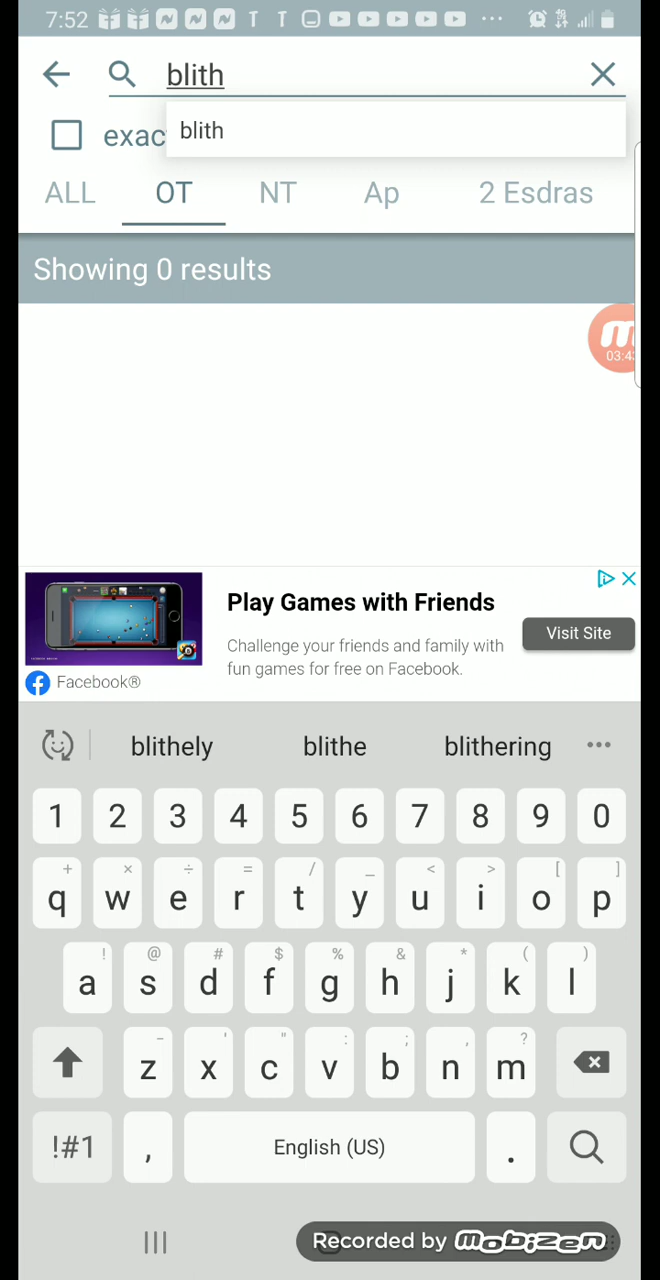 7:52
blith
exac
blith
ALL OT NT Ap 2 Esdras
Showing 0 results
03:4
Play Games with Friends
Challenge your friends and family with
fun games for free on Facebook.
Visit Site
Facebook®
blithely blithe blithering
1 2 3 4 5 6 7 8 9 0
+ × ÷ = / _ < > [ ]
q w e r t y u i o p
! @ # $ % & * ( )
a s d f g h j k l
- ' " : ; , ?
z x c v b n m
!#1 , English (US) .
Recorded by mobizen